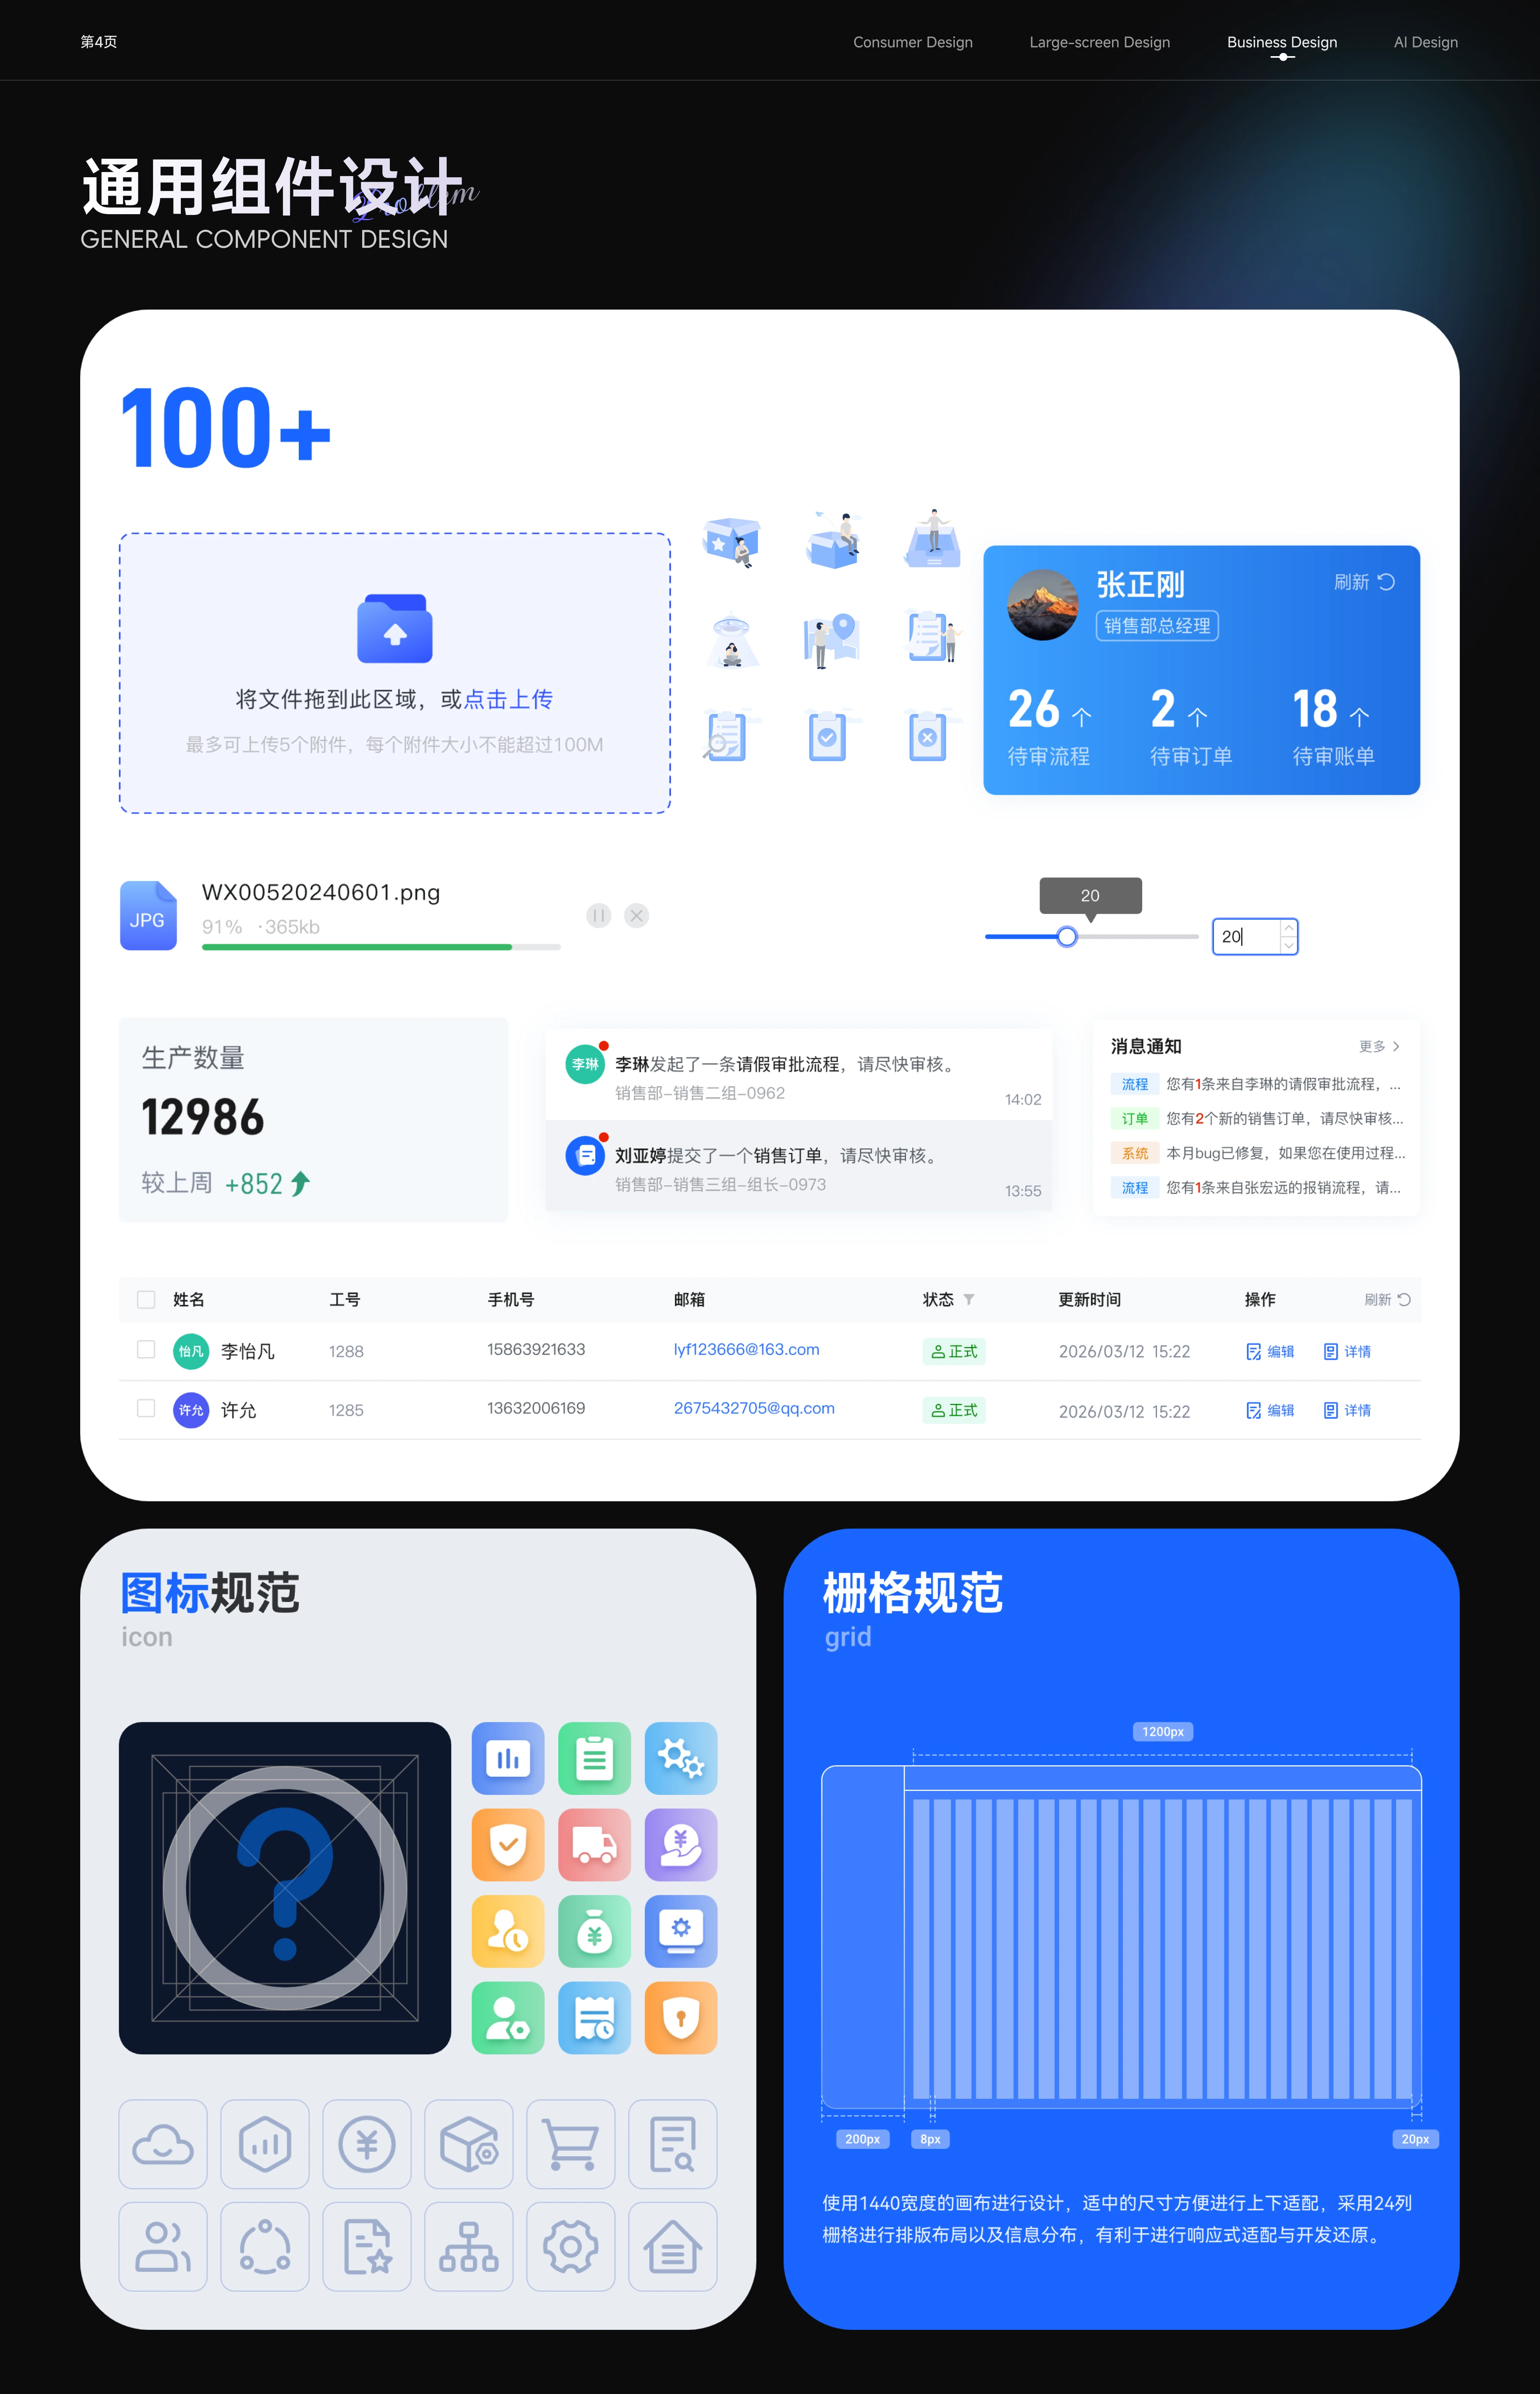 第4页
Consumer Design
Large-screen Design
Business Design
AI Design
通用组件设计
Problem
GENERAL COMPONENT DESIGN
100+
将文件拖到此区域，或点击上传
最多可上传5个附件，每个附件大小不能超过100M
张正刚
刷新
销售部总经理
26 个
2 个
18 个
待审流程
待审订单
待审账单
JPG
WX00520240601.png
91% ·365kb
20
20
生产数量
12986
较上周 +852
李琳
李琳发起了一条请假审批流程，请尽快审核。
销售部–销售二组–0962
14:02
刘亚婷提交了一个销售订单，请尽快审核。
销售部–销售三组–组长–0973
13:55
消息通知
更多
流程 您有1条来自李琳的请假审批流程，...
订单 您有2个新的销售订单，请尽快审核...
系统 本月bug已修复，如果您在使用过程...
流程 您有1条来自张宏远的报销流程，请...
姓名 工号 手机号 邮箱 状态 更新时间 操作 刷新
怡凡 李怡凡 1288 15863921633 lyf123666@163.com 正式 2026/03/12 15:22 编辑 详情
许允 许允 1285 13632006169 2675432705@qq.com 正式 2026/03/12 15:22 编辑 详情
图标规范
icon
栅格规范
grid
1200px
200px
8px
20px
使用1440宽度的画布进行设计，适中的尺寸方便进行上下适配，采用24列
栅格进行排版布局以及信息分布，有利于进行响应式适配与开发还原。